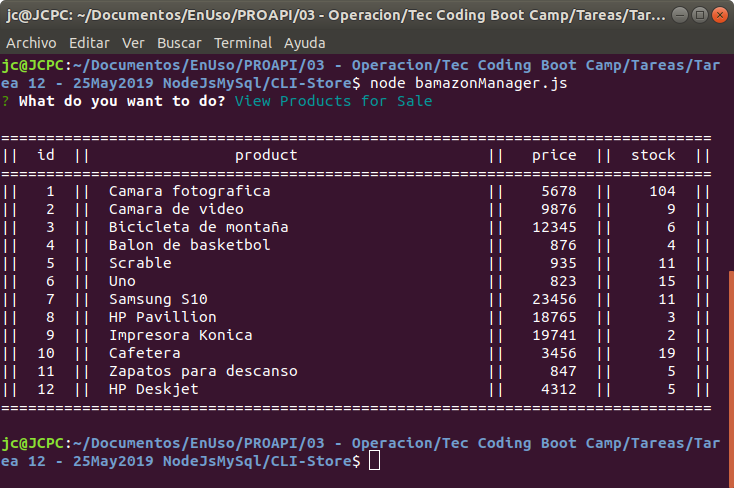 jc@JCPC: ~/Documentos/EnUso/PROAPI/03 - Operacion/Tec Coding Boot Camp/Tareas/Tar...
Archivo Editar Ver Buscar Terminal Ayuda
jc@JCPC:~/Documentos/EnUso/PROAPI/03 - Operacion/Tec Coding Boot Camp/Tareas/Tar
ea 12 - 25May2019 NodeJsMySql/CLI-Store$ node bamazonManager.js
? What do you want to do? View Products for Sale
===============================================================================
||  id  ||                product                     ||   price  ||  stock  ||
===============================================================================
||   1  ||  Camara fotografica                        ||    5678  ||    104  ||
||   2  ||  Camara de video                           ||    9876  ||      9  ||
||   3  ||  Bicicleta de montaña                      ||   12345  ||      6  ||
||   4  ||  Balon de basketbol                        ||     876  ||      4  ||
||   5  ||  Scrable                                   ||     935  ||     11  ||
||   6  ||  Uno                                       ||     823  ||     15  ||
||   7  ||  Samsung S10                               ||   23456  ||     11  ||
||   8  ||  HP Pavillion                              ||   18765  ||      3  ||
||   9  ||  Impresora Konica                          ||   19741  ||      2  ||
||  10  ||  Cafetera                                  ||    3456  ||     19  ||
||  11  ||  Zapatos para descanso                     ||     847  ||      5  ||
||  12  ||  HP Deskjet                                ||    4312  ||      5  ||
===============================================================================
jc@JCPC:~/Documentos/EnUso/PROAPI/03 - Operacion/Tec Coding Boot Camp/Tareas/Tar
ea 12 - 25May2019 NodeJsMySql/CLI-Store$